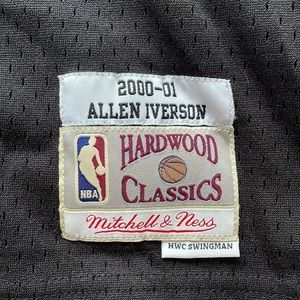 2000-01
ALLEN IVERSON
HARDWOOD
CLASSICS
NBA
Mitchell & Ness
HWC SWINGMAN